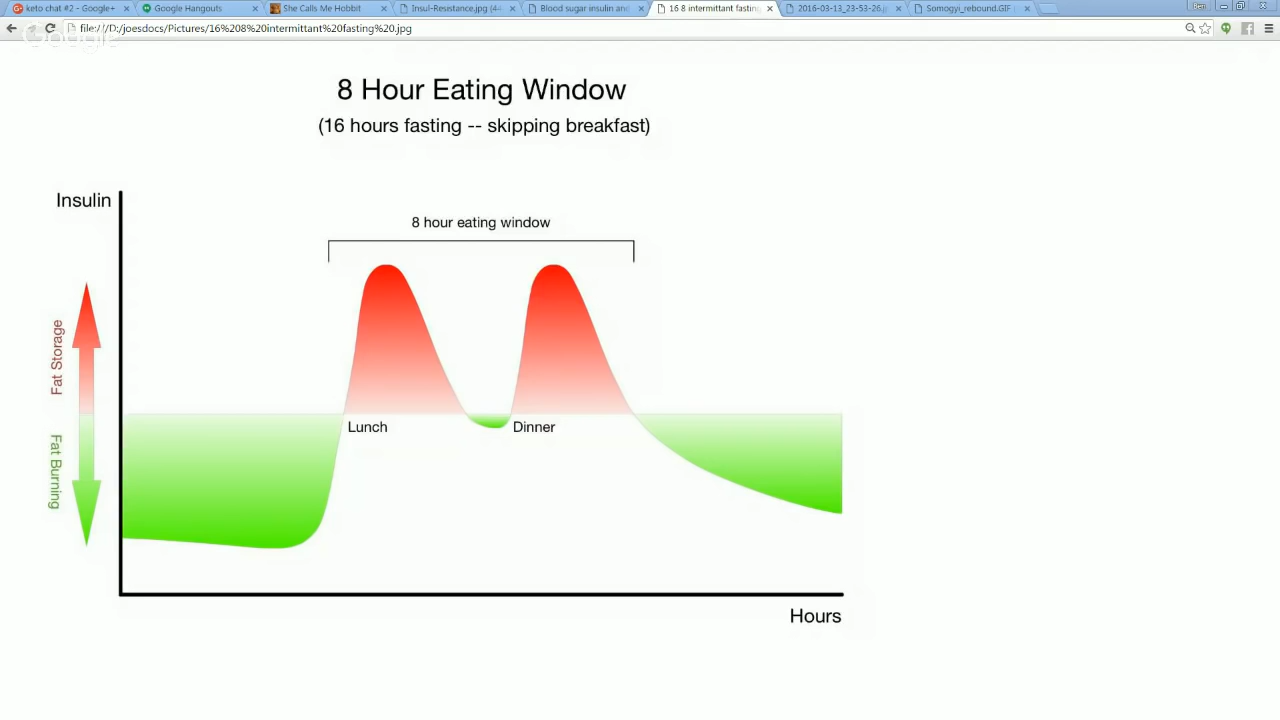 keto chat #2 - Google+
Google Hangouts
She Calls Me Hobbit
Insul-Resistance.jpg (44
Blood sugar insulin and
16 8 intermittant fasting
2016-03-13_23-53-26.j
Somogyi_rebound.GIF
Ben
file:///D:/joesdocs/Pictures/16%208%20intermittant%20fasting%20.jpg
Google
8 Hour Eating Window
(16 hours fasting -- skipping breakfast)
Insulin
8 hour eating window
Fat Storage
Fat Burning
Lunch
Dinner
Hours